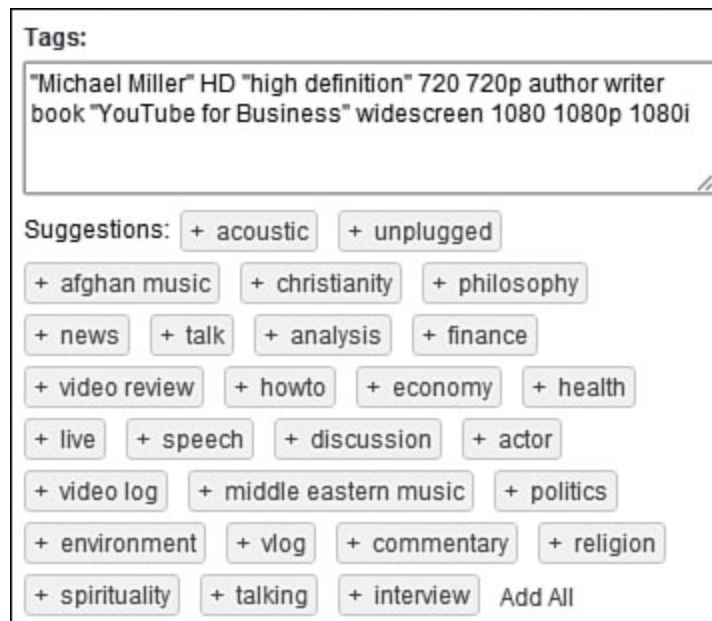 Tags:
"Michael Miller" HD "high definition" 720 720p author writer
book "YouTube for Business" widescreen 1080 1080p 1080i
Suggestions: + acoustic + unplugged
+ afghan music + christianity + philosophy
+ news + talk + analysis + finance
+ video review + howto + economy + health
+ live + speech + discussion + actor
+ video log + middle eastern music + politics
+ environment + vlog + commentary + religion
+ spirituality + talking + interview Add All